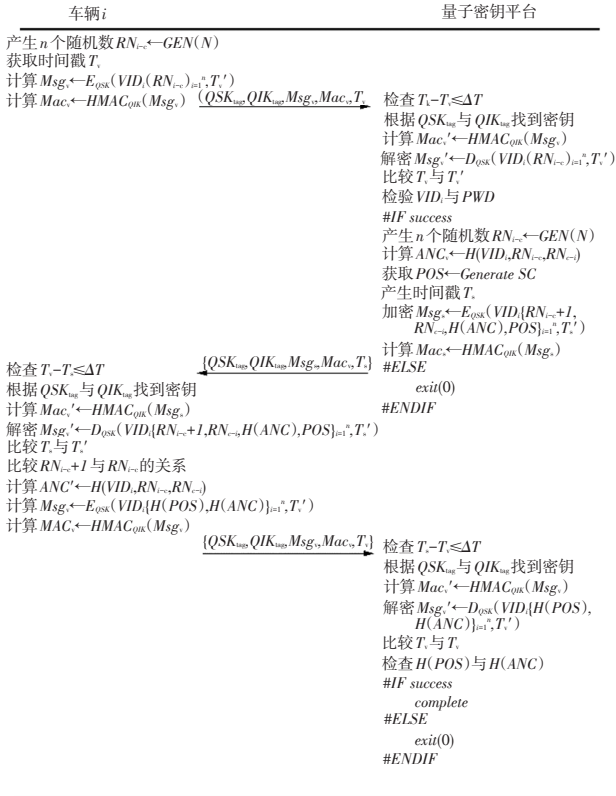 车辆i
量子密钥平台
产生n个随机数RNi-c←GEN(N)
获取时间戳Tv
计算Msgv←EQSK(VIDi(RNi-c)i=1n,Tv′)
计算Macv←HMACQIK(Msgv)
(QSKtag,QIKtag,Msgv,Macv,Tv
检查Tv-Tv≤ΔT
根据QSKtag与QIKtag找到密钥
计算Macv′←HMACQIK(Msgv)
解密Msgv′←DQSK(VIDi(RNi-c)i=1n,Tv′)
比较Tv与Tv′
检验VIDi与PWD
#IF success
产生n个随机数RNi-c←GEN(N)
计算ANCv←H(VIDi,RNi-c,RNc-i)
获取POS←Generate SC
产生时间戳Ts
加密Msgs←EQSK(VIDi{RNi-c+1,
RNc-i,H(ANC),POS}i=1n,Ts′)
计算Macs←HMACQIK(Msgs)
#ELSE
exit(0)
#ENDIF
{QSKtag,QIKtag,Msgs,Macs,Ts}
检查Tv-Ts≤ΔT
根据QSKtag与QIKtag找到密钥
计算Macv′←HMACQIK(Msgs)
解密Msgv′←DQSK(VIDi{RNi-c+1,RNc-i,H(ANC),POS}i=1n,Ts′)
比较Ts与Ts′
比较RNi-c+1与RNi-c的关系
计算ANC′←H(VIDi,RNi-c,RNc-i)
计算Msgv←EQSK(VIDi{H(POS),H(ANC)}i=1n,Tv′)
计算MACv←HMACQIK(Msgv)
{QSKtag,QIKtag,Msgv,Macv,Tv}
检查Ts-Tv≤ΔT
根据QSKtag与QIKtag找到密钥
计算Macv′←HMACQIK(Msgv)
解密Msgv′←DQSK(VIDi{H(POS),
H(ANC)}i=1n,Tv′)
比较Tv与Tv
检查H(POS)与H(ANC)
#IF success
complete
#ELSE
exit(0)
#ENDIF